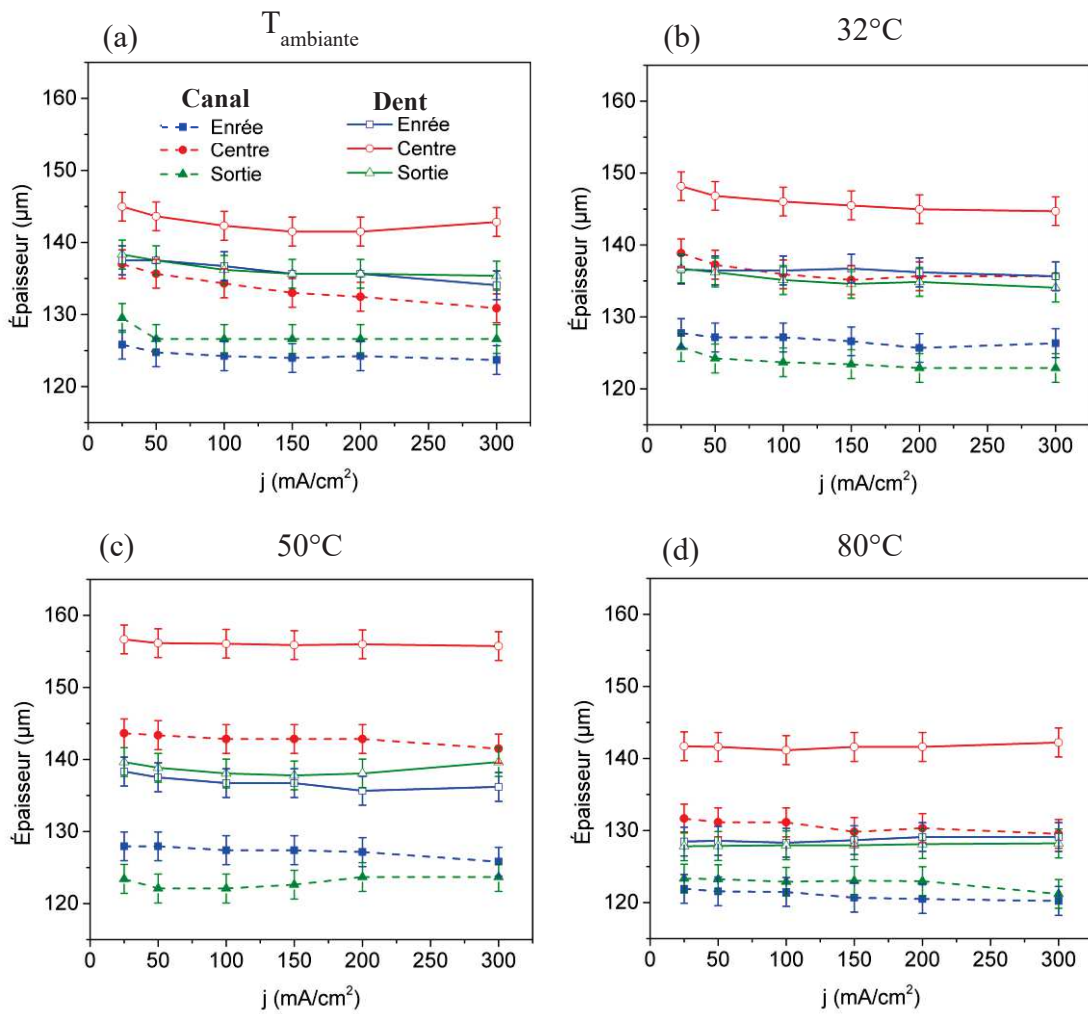 (a) T_ambiante
Épaisseur (µm)
160
150
140
130
120
Canal Dent
Enrée Enrée
Centre Centre
Sortie Sortie
0 50 100 150 200 250 300
j (mA/cm²)
(b) 32°C
Épaisseur (µm)
160
150
140
130
120
0 50 100 150 200 250 300
j (mA/cm²)
(c) 50°C
Épaisseur (µm)
160
150
140
130
120
0 50 100 150 200 250 300
j (mA/cm²)
(d) 80°C
Épaisseur (µm)
160
150
140
130
120
0 50 100 150 200 250 300
j (mA/cm²)